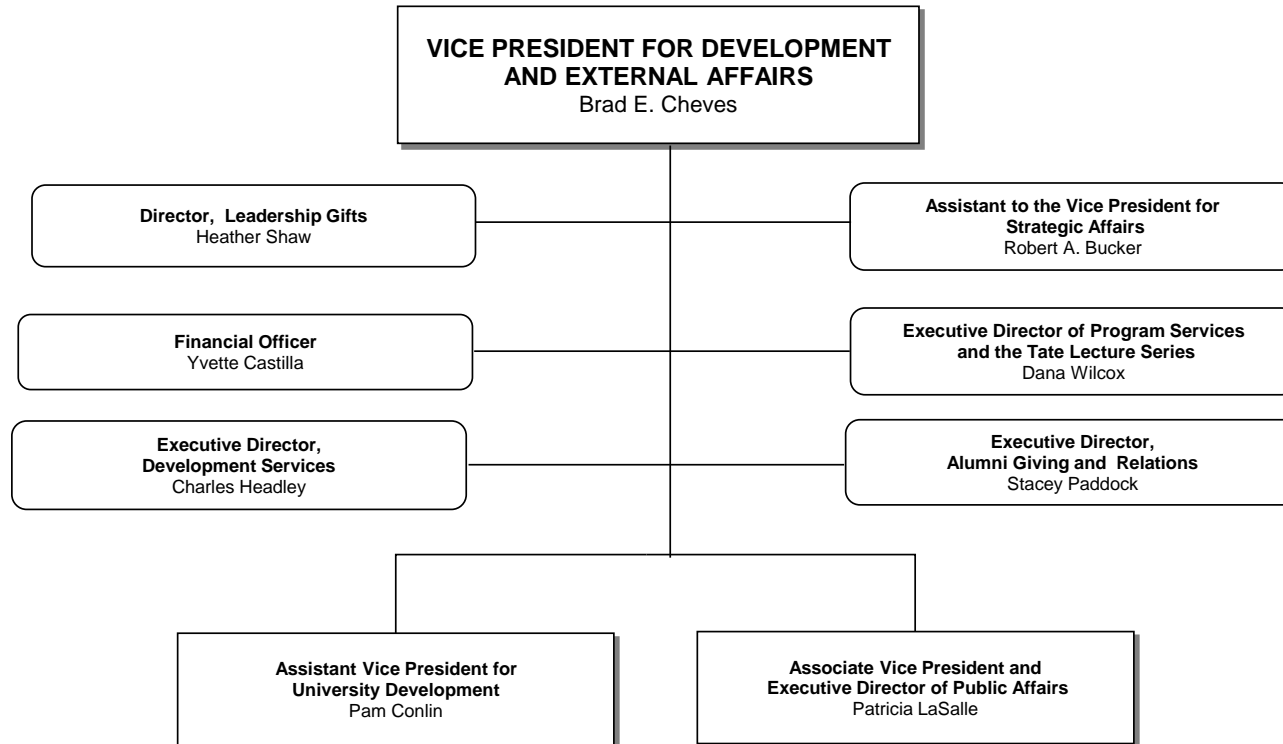 VICE PRESIDENT FOR DEVELOPMENT
AND EXTERNAL AFFAIRS
Brad E. Cheves
Director,  Leadership Gifts
Heather Shaw
Assistant to the Vice President for
Strategic Affairs
Robert A. Bucker
Financial Officer
Yvette Castilla
Executive Director of Program Services
and the Tate Lecture Series
Dana Wilcox
Executive Director,
Development Services
Charles Headley
Executive Director,
Alumni Giving and  Relations
Stacey Paddock
Assistant Vice President for
University Development
Pam Conlin
Associate Vice President and
Executive Director of Public Affairs
Patricia LaSalle